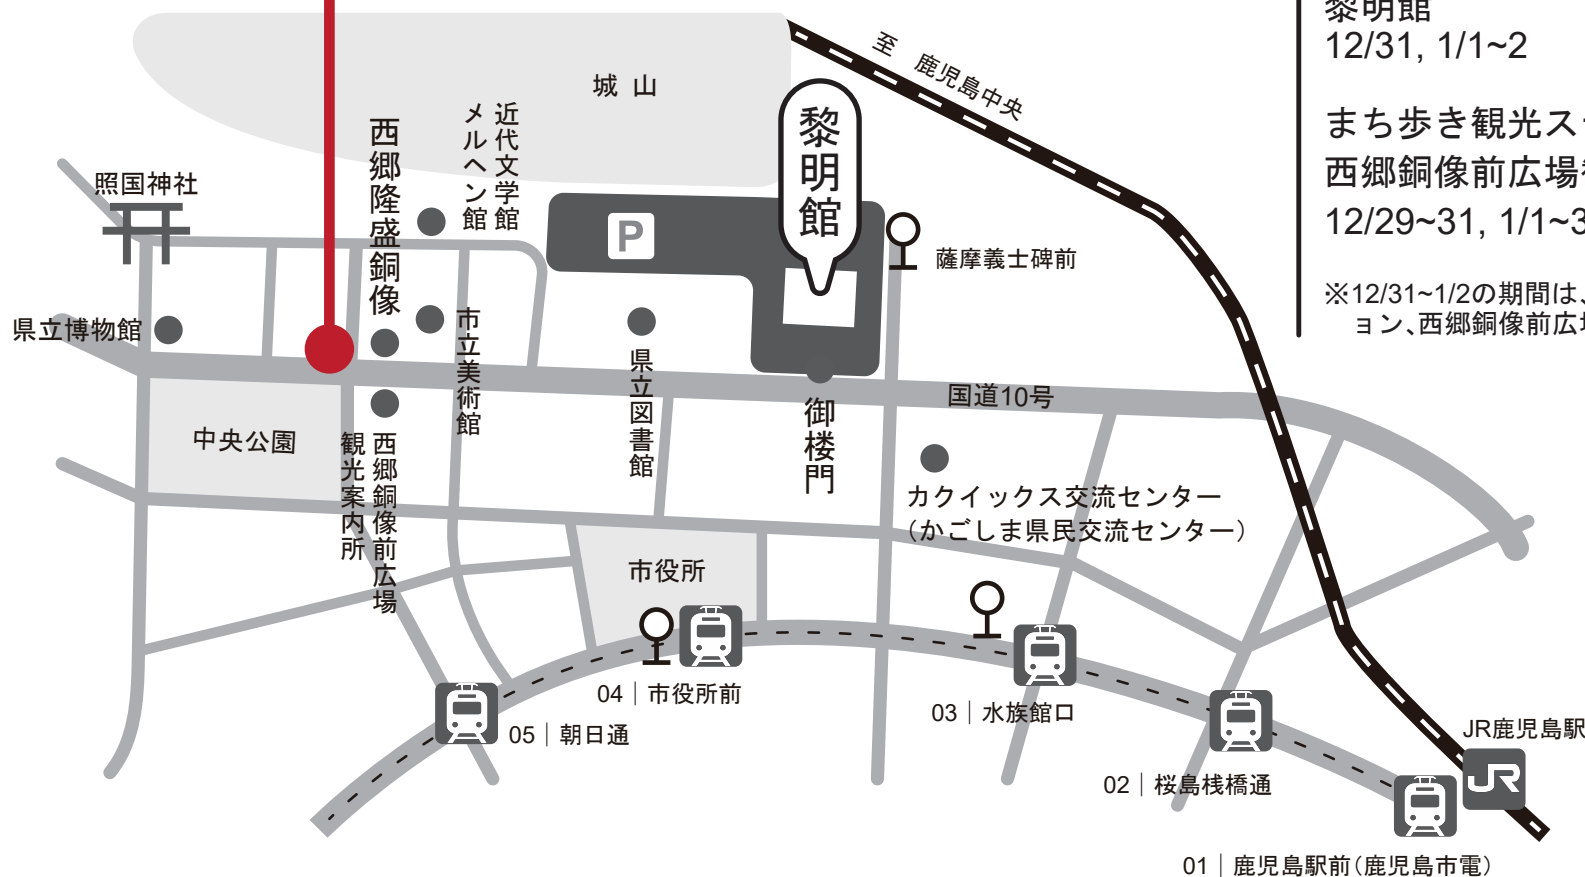 黎明館
12/31, 1/1~2
まち歩き観光ス
西郷銅像前広場
12/29~31, 1/1~3
※12/31~1/2の期間は、
ョン、西郷銅像前広場
至 鹿児島中央
城山
近代文学館
メルヘン館
西郷隆盛銅像
黎明館
照国神社
P
薩摩義士碑前
県立博物館
市立美術館
県立図書館
御楼門
国道10号
中央公園
西郷銅像前広場
観光案内所
カクイックス交流センター
（かごしま県民交流センター）
市役所
04｜市役所前
05｜朝日通
03｜水族館口
02｜桜島桟橋通
JR鹿児島駅
JR
01｜鹿児島駅前（鹿児島市電）